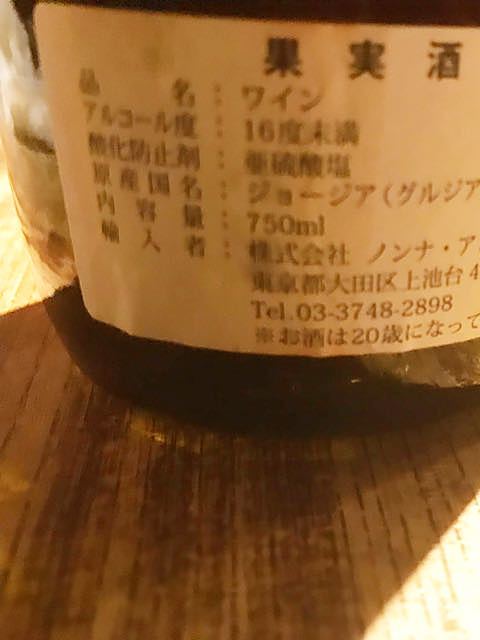 果実酒
品名：ワイン
アルコール度：16度未満
酸化防止剤：亜硫酸塩
原産国名：ジョージア（グルジア
内容量：750ml
輸入者：株式会社 ノンナ・ア
東京都大田区上池台4
Tel.03-3748-2898
※お酒は20歳になって